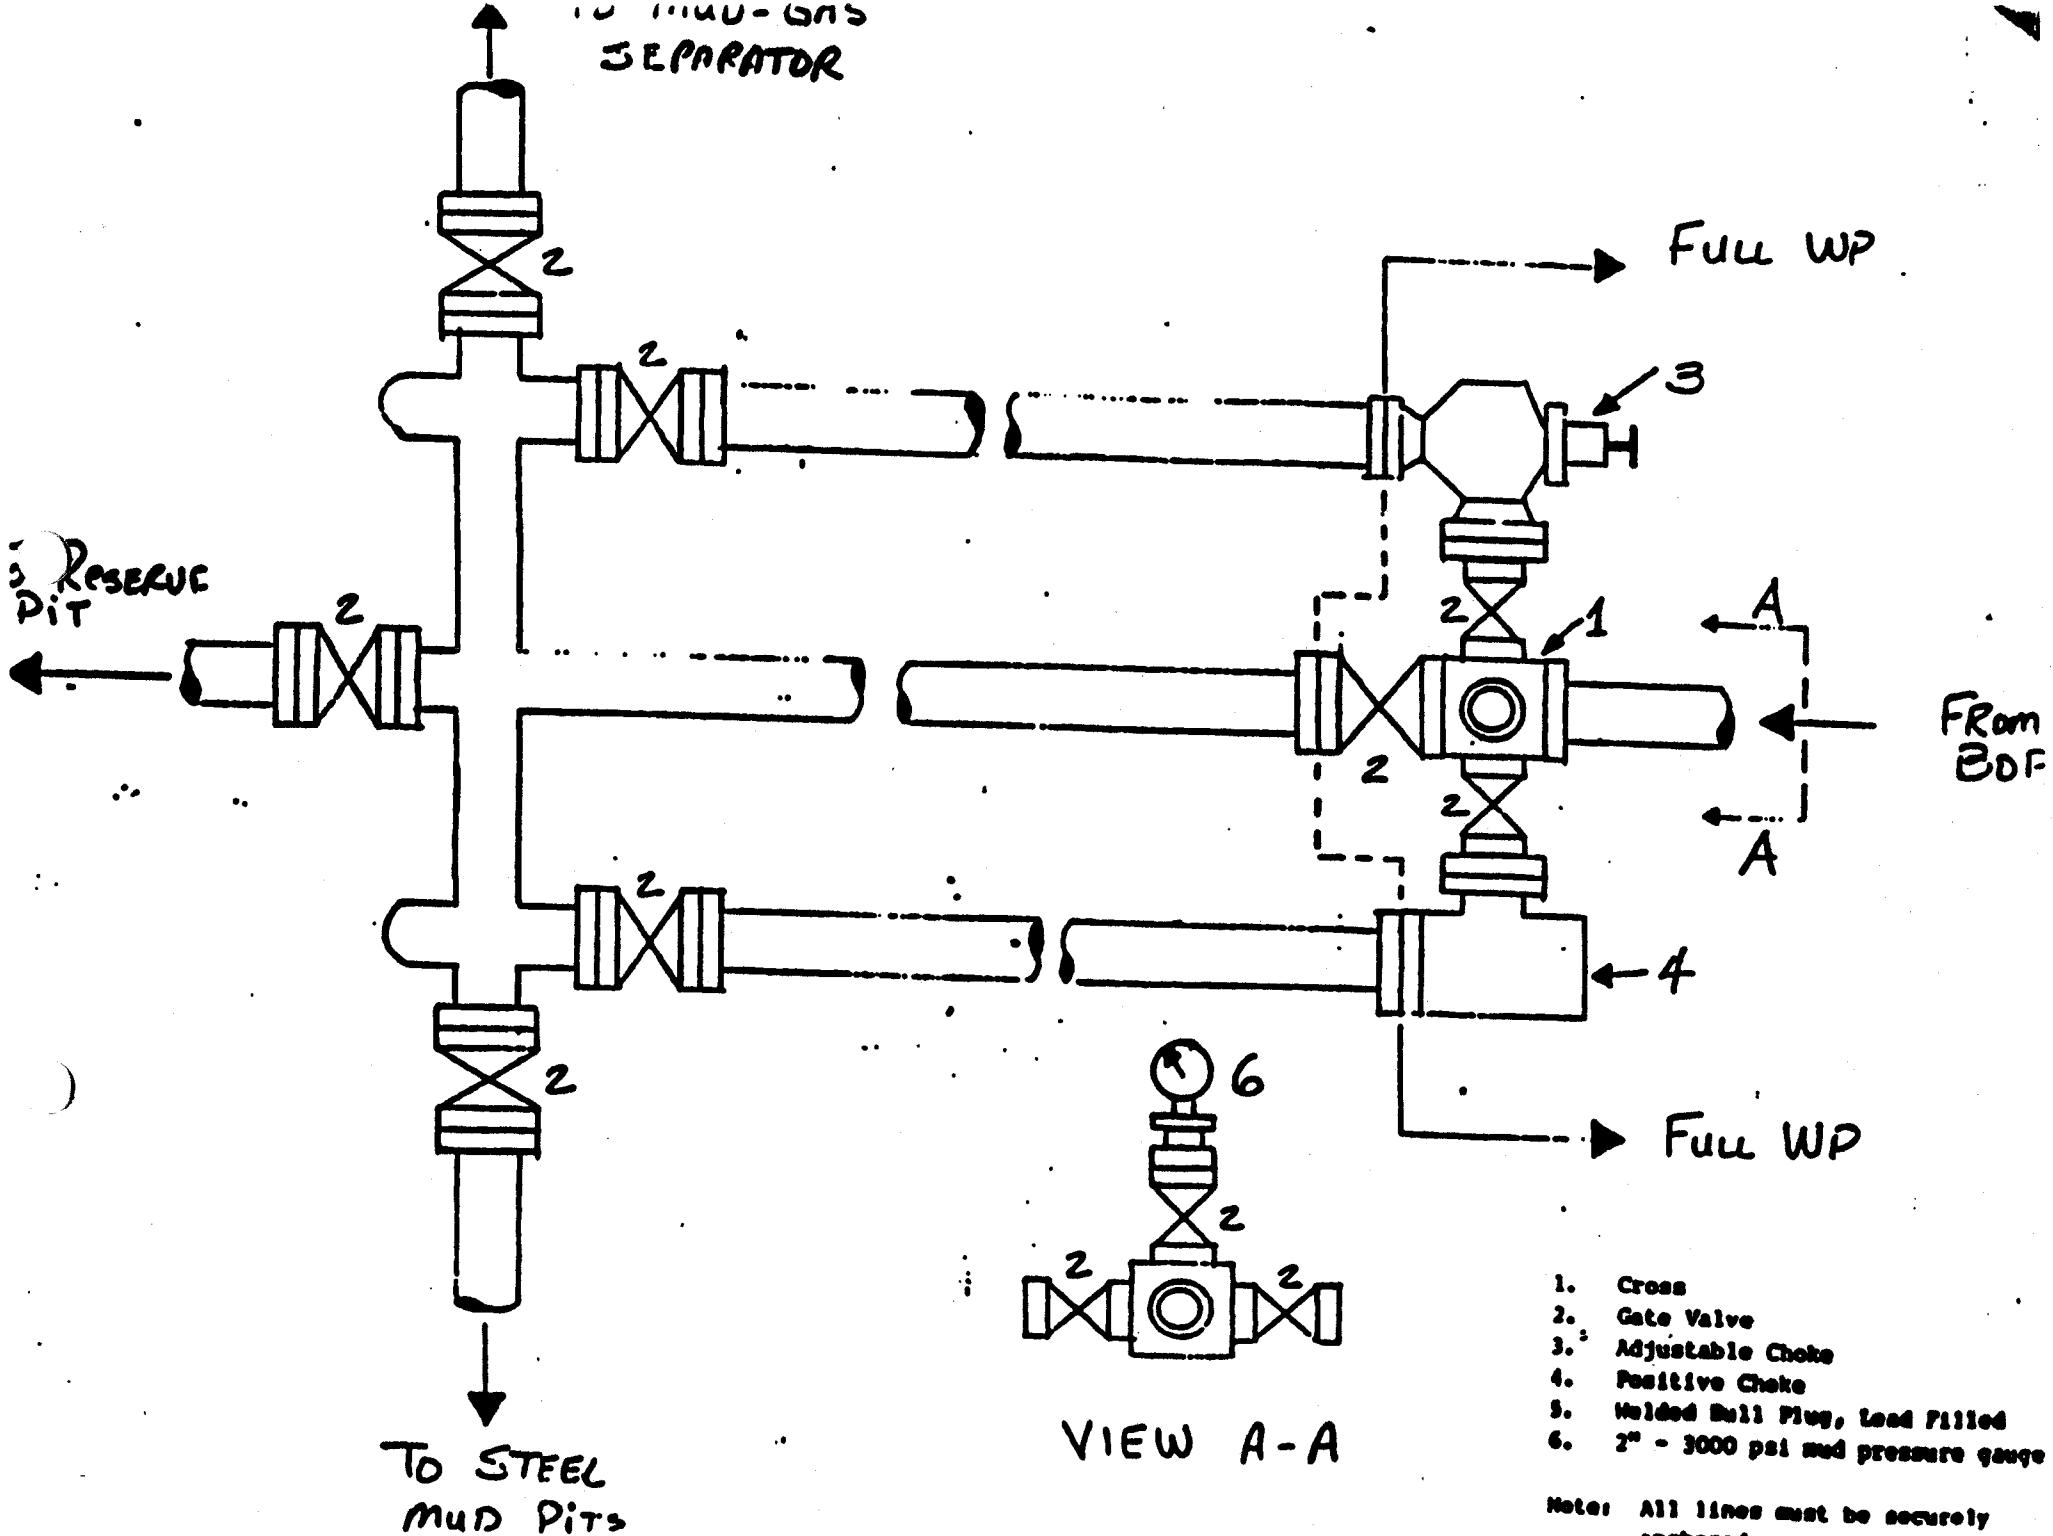 TO MUD-GAS
SEPARATOR
2
FULL WP
2
3
RESERVE
PIT
2
2
1
A
FROM
BOP
2
2
A
2
4
2
6
FULL WP
2
2
2
VIEW A-A
TO STEEL
MUD PITS
1. Cross
2. Gate Valve
3. Adjustable Choke
4. Positive Choke
5. Welded Bull Plug, Lead Filled
6. 2" - 3000 psi mud pressure gauge
Note: All lines must be securely